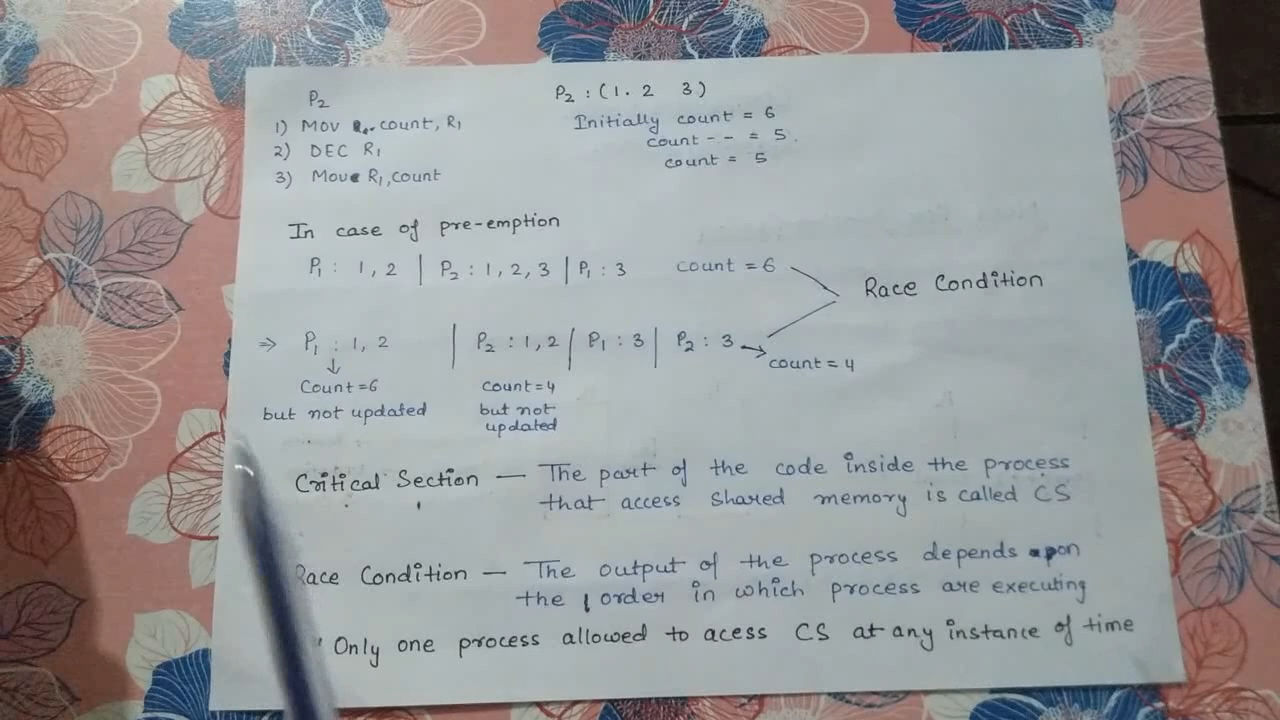 P2
1) MOV count, R1
2) DEC R1
3) Move R1, count
P2 : (1. 2 3)
Initially count = 6
count -- = 5.
count = 5
In case of pre-emption
P1 : 1, 2 | P2 : 1, 2, 3 | P1 : 3 count = 6
Race Condition
⇒ P1 : 1, 2 | P2 : 1, 2 | P1 : 3 | P2 : 3 → count = 4
↓
Count=6
but not updated
count=4
but not
updated
Critical Section — The part of the code inside the process
that access shared memory is called CS
Race Condition — The output of the process depends upon
the order in which process are executing
Only one process allowed to acess CS at any instance of time